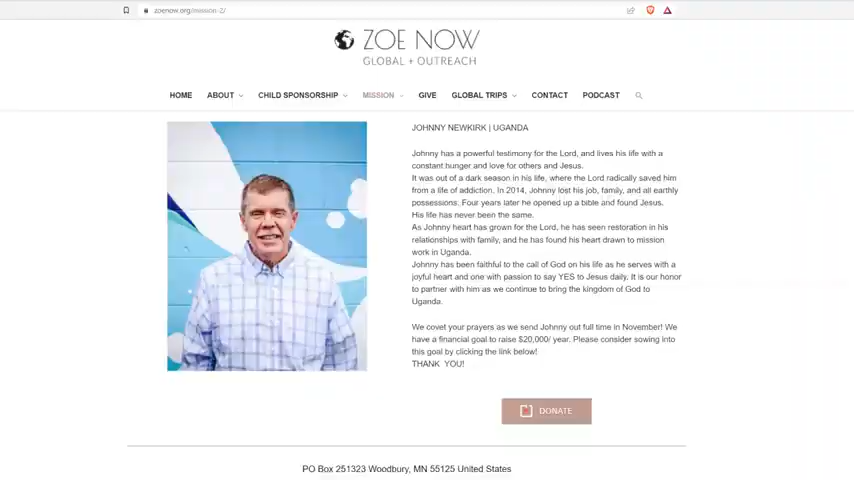 zoenow.org/mission-2/
ZOE NOW
GLOBAL + OUTREACH
HOME ABOUT CHILD SPONSORSHIP MISSION GIVE GLOBAL TRIPS CONTACT PODCAST
JOHNNY NEWKIRK | UGANDA
Johnny has a powerful testimony for the Lord, and lives his life with a
constant hunger and love for others and Jesus.
It was out of a dark season in his life, where the Lord radically saved him
from a life of addiction. In 2014, Johnny lost his job, family, and all earthly
possessions. Four years later he opened up a bible and found Jesus.
His life has never been the same.
As Johnny heart has grown for the Lord, he has seen restoration in his
relationships with family, and he has found his heart drawn to mission
work in Uganda.
Johnny has been faithful to the call of God on his life as he serves with a
joyful heart and one with passion to say YES to Jesus daily. It is our honor
to partner with him as we continue to bring the kingdom of God to
Uganda.
We covet your prayers as we send Johnny out full time in November! We
have a financial goal to raise $20,000/ year. Please consider sowing into
this goal by clicking the link below!
THANK YOU!
DONATE
PO Box 251323 Woodbury, MN 55125 United States